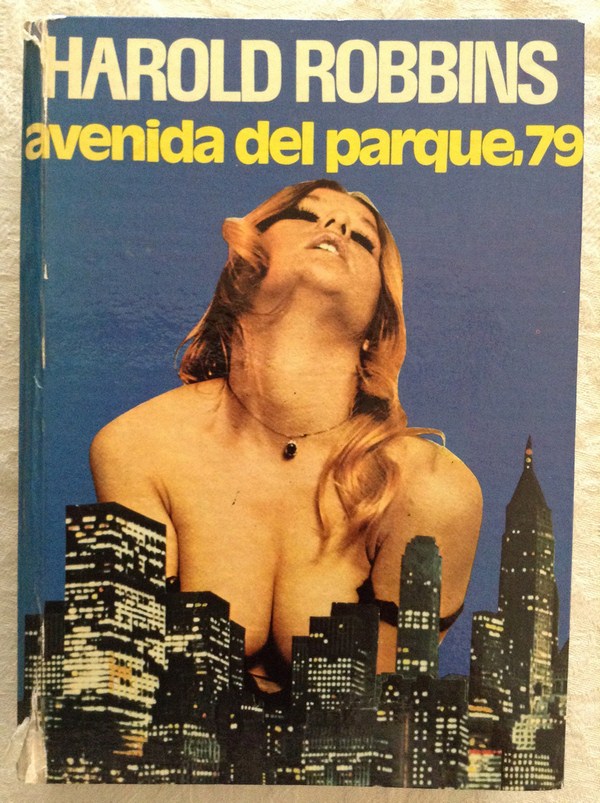 HAROLD ROBBINS
avenida del parque,79